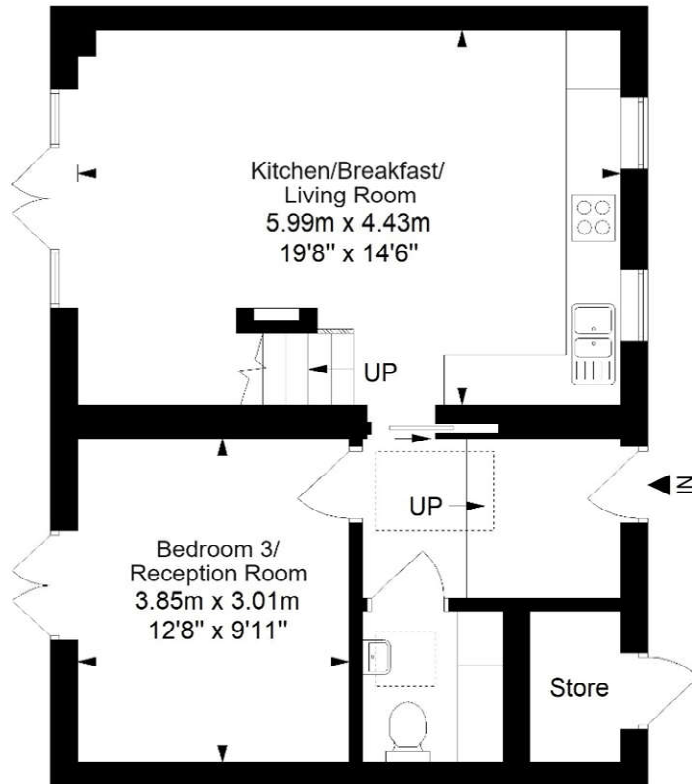 Kitchen/Breakfast/
Living Room
5.99m x 4.43m
19'8" x 14'6"
UP
UP
IN
Bedroom 3/
Reception Room
3.85m x 3.01m
12'8" x 9'11"
Store